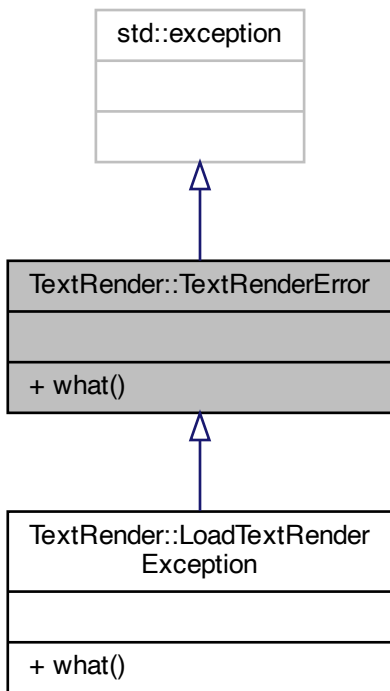 std::exception
TextRender::TextRenderError
+ what()
TextRender::LoadTextRender
Exception
+ what()